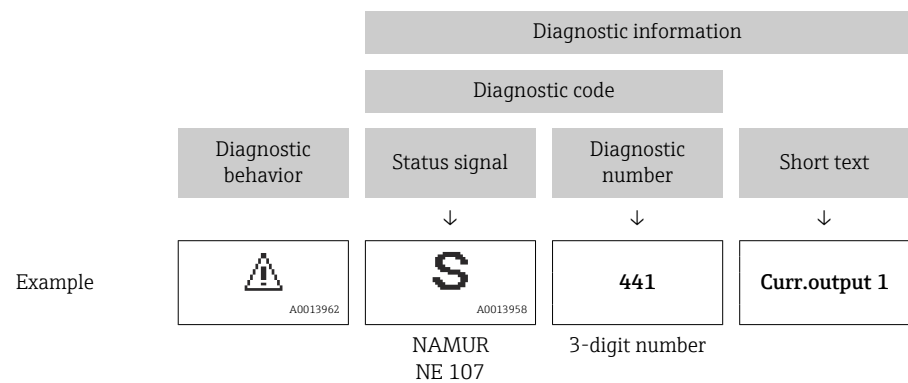 Diagnostic information
Diagnostic code
Diagnostic
behavior
Status signal
Diagnostic
number
Short text
↓ ↓ ↓
Example
A0013962
S
A0013958
441
Curr.output 1
NAMUR
NE 107
3-digit number